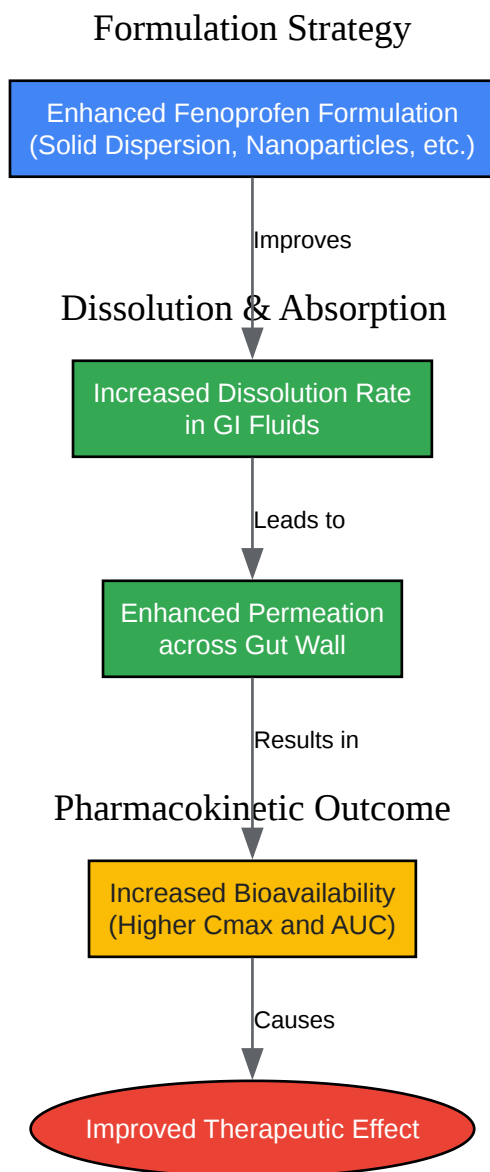 Formulation Strategy
Enhanced Fenoprofen Formulation
(Solid Dispersion, Nanoparticles, etc.)
Improves
Dissolution & Absorption
Increased Dissolution Rate
in GI Fluids
Leads to
Enhanced Permeation
across Gut Wall
Results in
Pharmacokinetic Outcome
Increased Bioavailability
(Higher Cmax and AUC)
Causes
Improved Therapeutic Effect